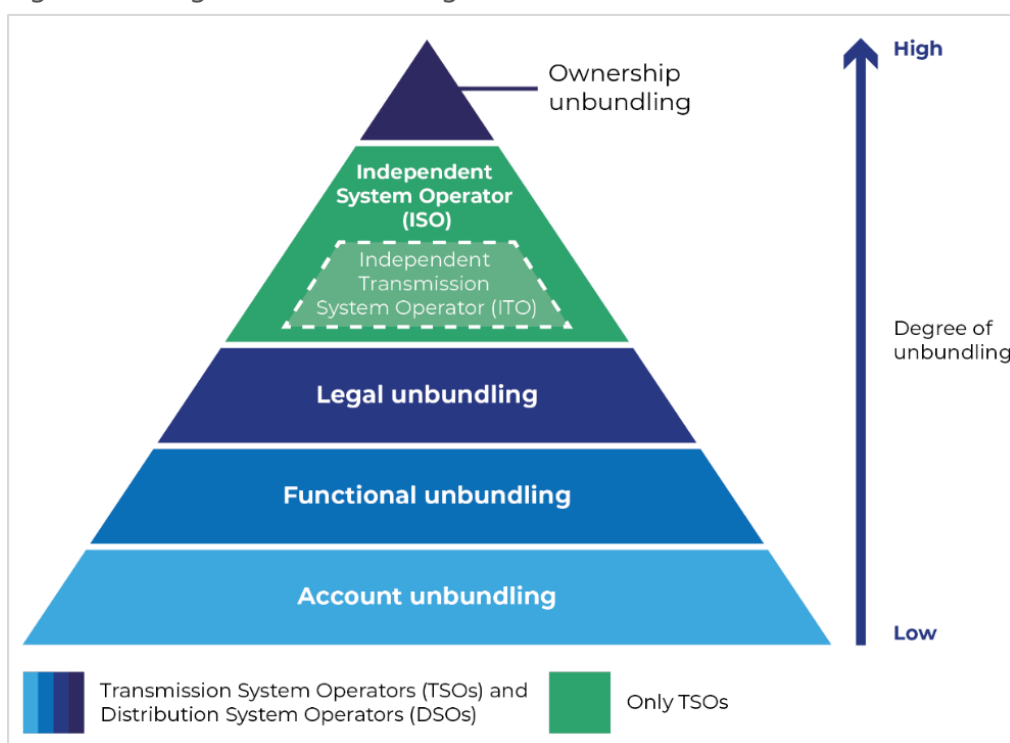 Ownership
unbundling
High
Independent
System Operator
(ISO)
Independent
Transmission
System Operator (ITO)
Degree of
unbundling
Legal unbundling
Functional unbundling
Account unbundling
Low
Transmission System Operators (TSOs) and
Distribution System Operators (DSOs)
Only TSOs